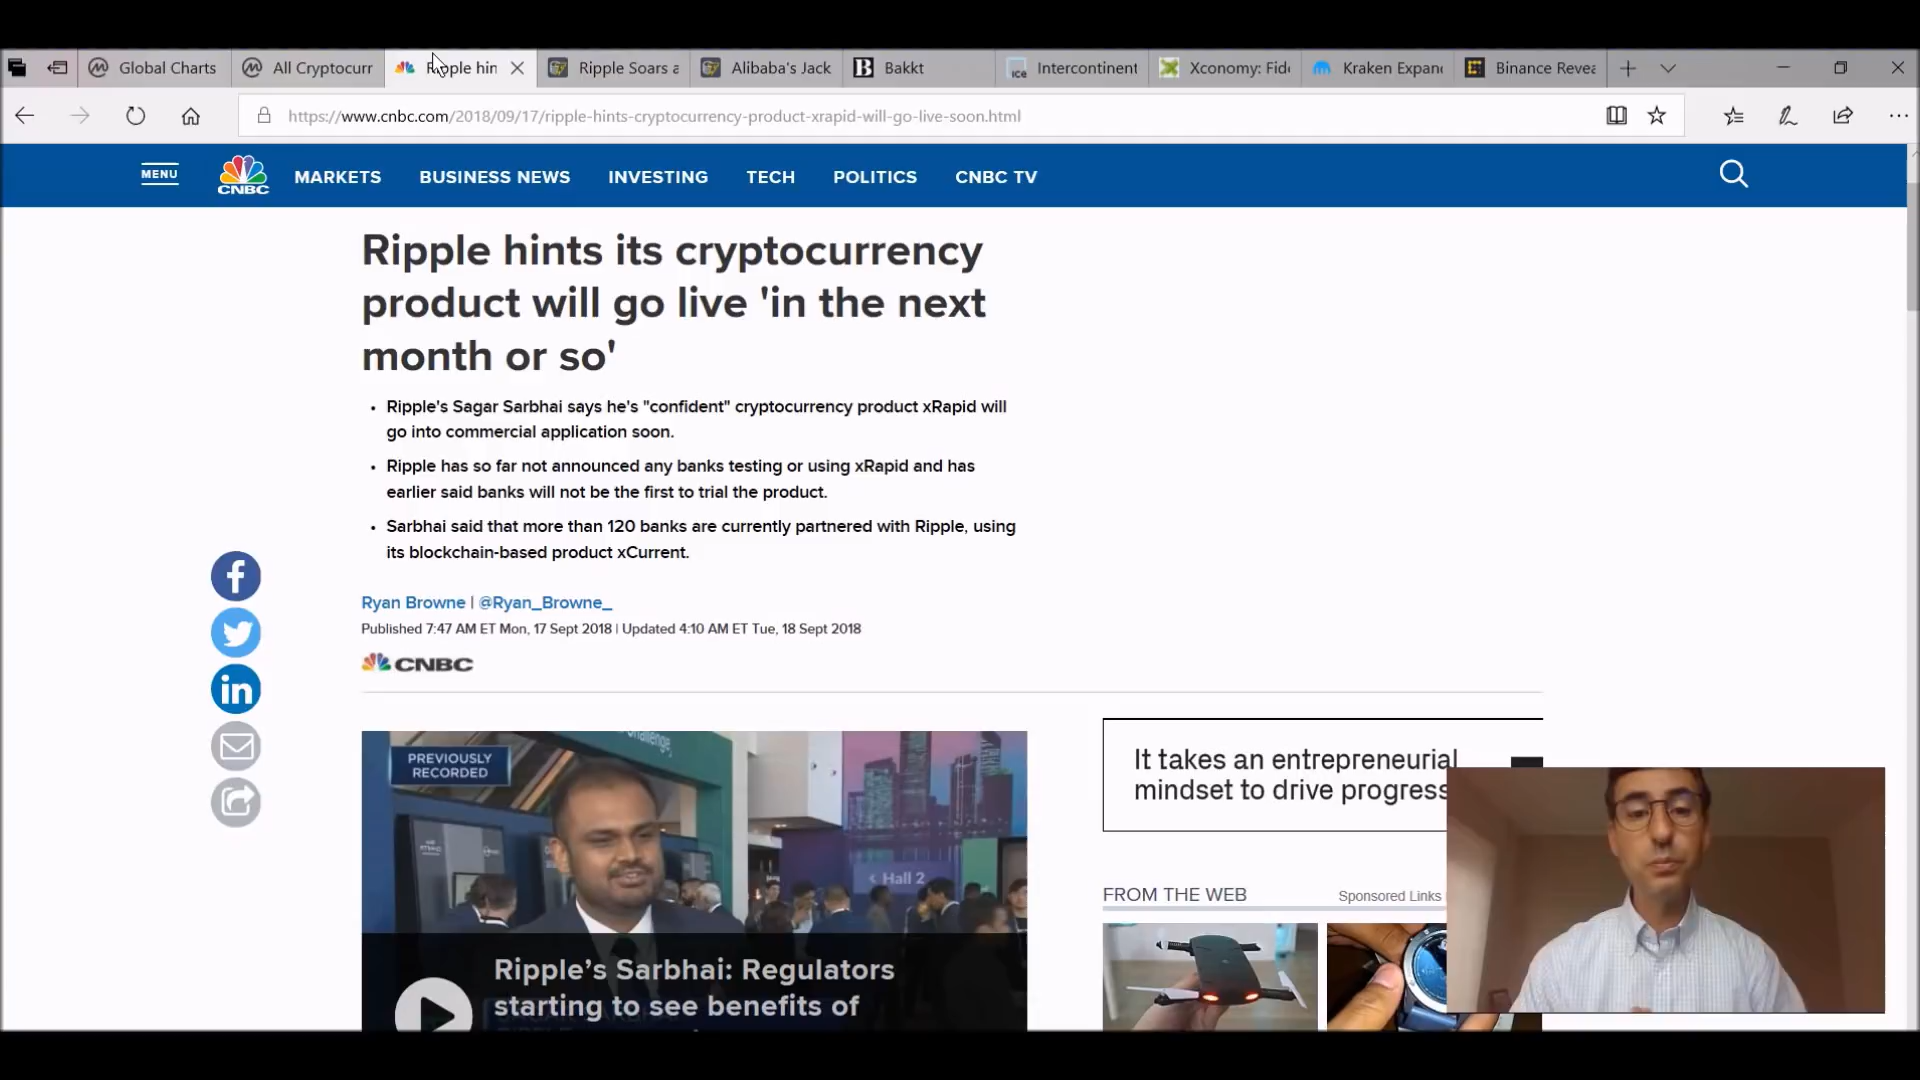 Global Charts
All Cryptocurr
Ripple hin
Ripple Soars a
Alibaba's Jack
B
Bakkt
ice
Intercontinent
Xconomy: Fide
Kraken Expand
Binance Revea
https://www.cnbc.com/2018/09/17/ripple-hints-cryptocurrency-product-xrapid-will-go-live-soon.html
MENU
CNBC
MARKETS
BUSINESS NEWS
INVESTING
TECH
POLITICS
CNBC TV
Ripple hints its cryptocurrency
product will go live 'in the next
month or so'
• Ripple's Sagar Sarbhai says he's "confident" cryptocurrency product xRapid will
go into commercial application soon.
• Ripple has so far not announced any banks testing or using xRapid and has
earlier said banks will not be the first to trial the product.
• Sarbhai said that more than 120 banks are currently partnered with Ripple, using
its blockchain-based product xCurrent.
Ryan Browne | @Ryan_Browne_
Published 7:47 AM ET Mon, 17 Sept 2018 | Updated 4:10 AM ET Tue, 18 Sept 2018
CNBC
PREVIOUSLY
RECORDED
Hall 2
Ripple's Sarbhai: Regulators
starting to see benefits of
It takes an entrepreneurial
mindset to drive progress
FROM THE WEB
Sponsored Links